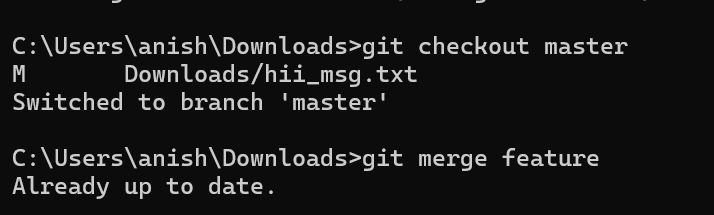 C:\Users\anish\Downloads>git checkout master
M       Downloads/hii_msg.txt
Switched to branch 'master'
C:\Users\anish\Downloads>git merge feature
Already up to date.